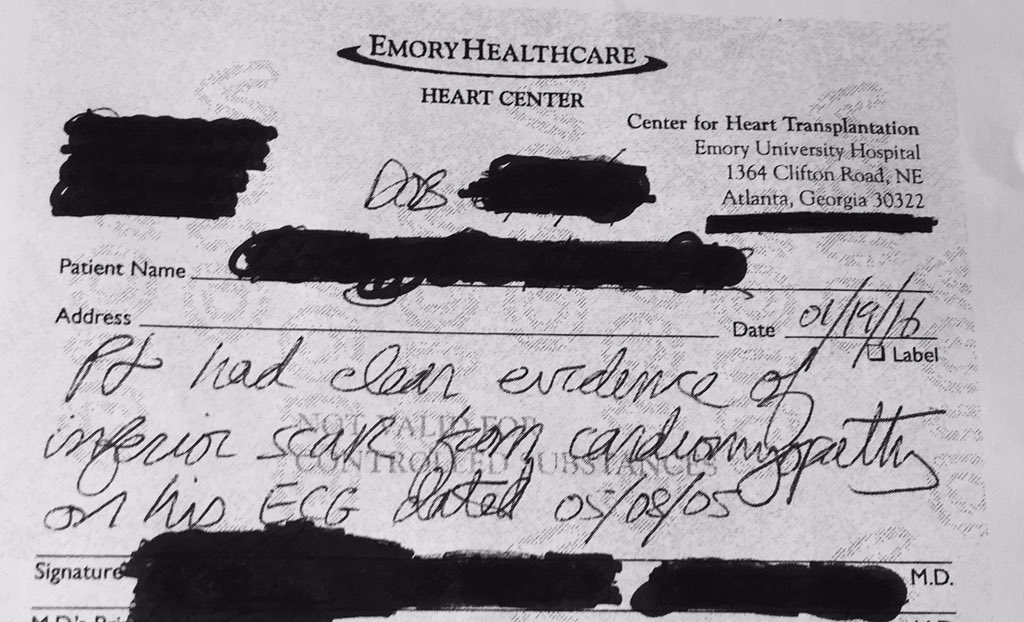 EMORY HEALTHCARE
HEART CENTER
Center for Heart Transplantation
Emory University Hospital
1364 Clifton Road, NE
Atlanta, Georgia 30322
DOB
Patient Name
Address
Date 01/19/16
Label
Pt had clear evidence of
inferior scar from cardiomyopathy
on his ECG dated 05/08/05
NOT VALID FOR
CONTROLLED SUBSTANCES
Signature
M.D.